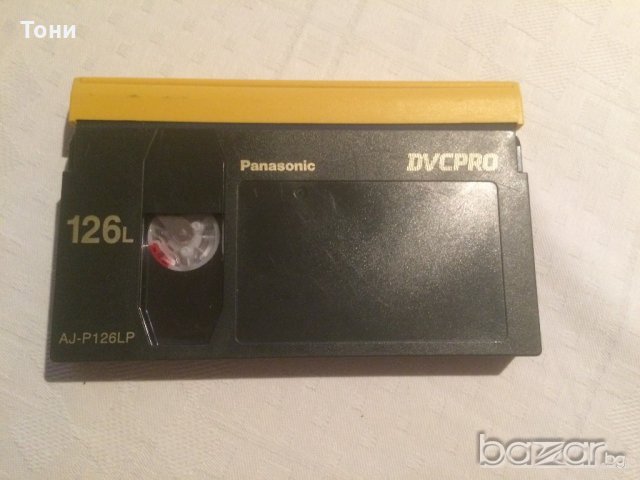 Тони
Panasonic DVCPRO
126L
AJ-P126LP
bazar.bg